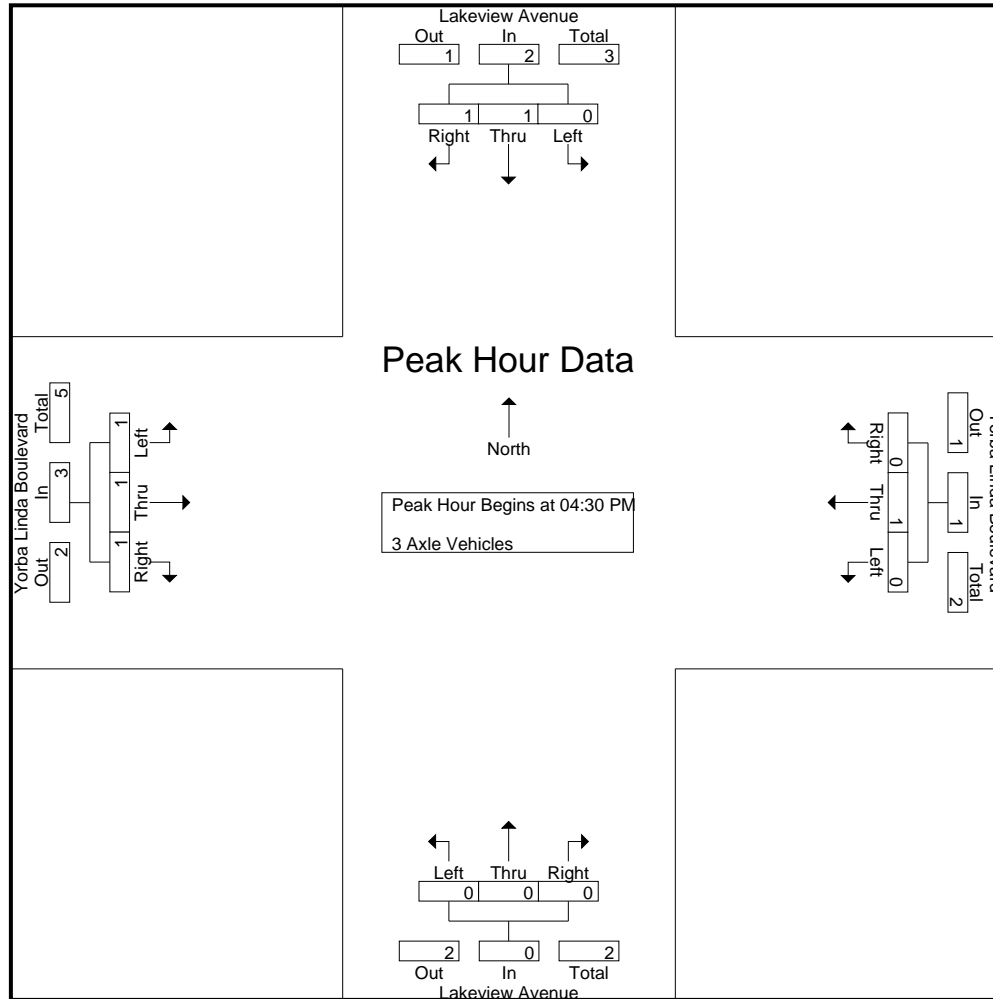 Lakeview Avenue
Out In Total
1 2 3
1 1 0
Right Thru Left
Peak Hour Data
North
Peak Hour Begins at 04:30 PM
3 Axle Vehicles
Yorba Linda Boulevard
Out In Total
2 3 5
1 1 1
Left Thru Right
Out In Total
1 1 2
0 1 0
Right Thru Left
Left Thru Right
0 0 0
2 0 2
Out In Total
Lakeview Avenue